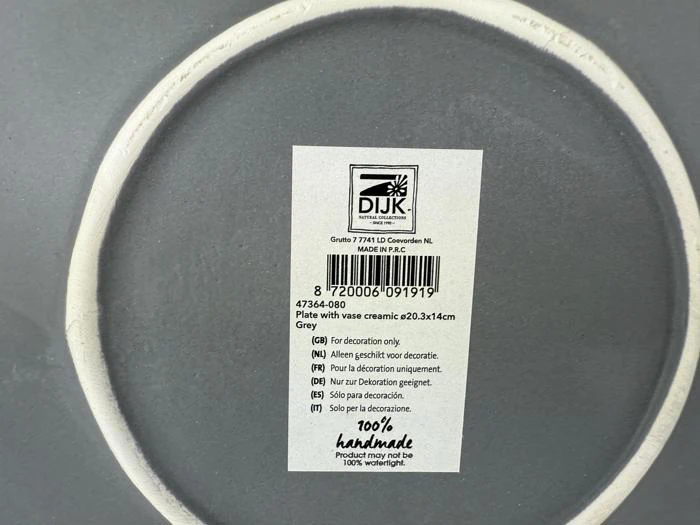 DIJK
NATURAL COLLECTIONS
- SINCE 1990 -
Grutto 7 7741 LD Coevorden NL
MADE IN P.R.C
8 720006 091919
47364-080
Plate with vase creamic ø20.3x14cm
Grey
(GB) For decoration only.
(NL) Alleen geschikt voor decoratie.
(FR) Pour la décoration uniquement.
(DE) Nur zur Dekoration geeignet.
(ES) Sólo para decoración.
(IT) Solo per la decorazione.
100%
handmade
Product may not be
100% watertight.